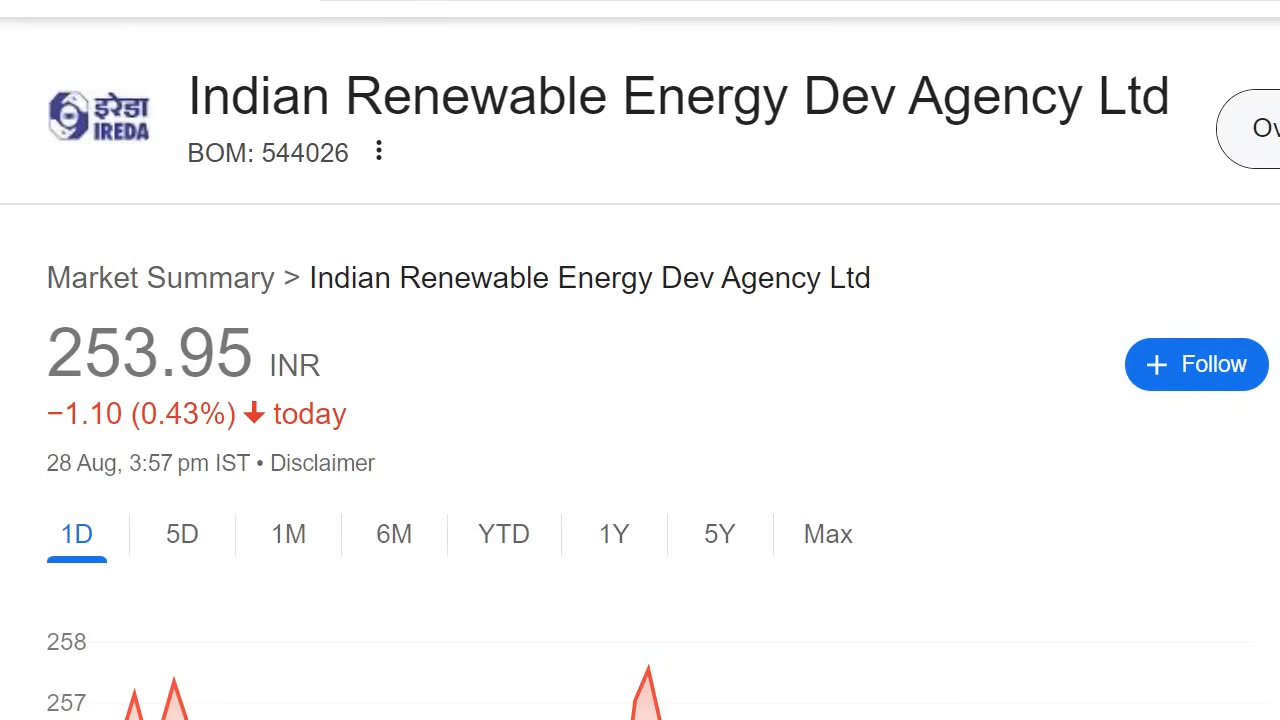 इरेडा
IREDA
Indian Renewable Energy Dev Agency Ltd
BOM: 544026
Market Summary > Indian Renewable Energy Dev Agency Ltd
253.95 INR
Follow
−1.10 (0.43%) today
28 Aug, 3:57 pm IST • Disclaimer
1D 5D 1M 6M YTD 1Y 5Y Max
258
257